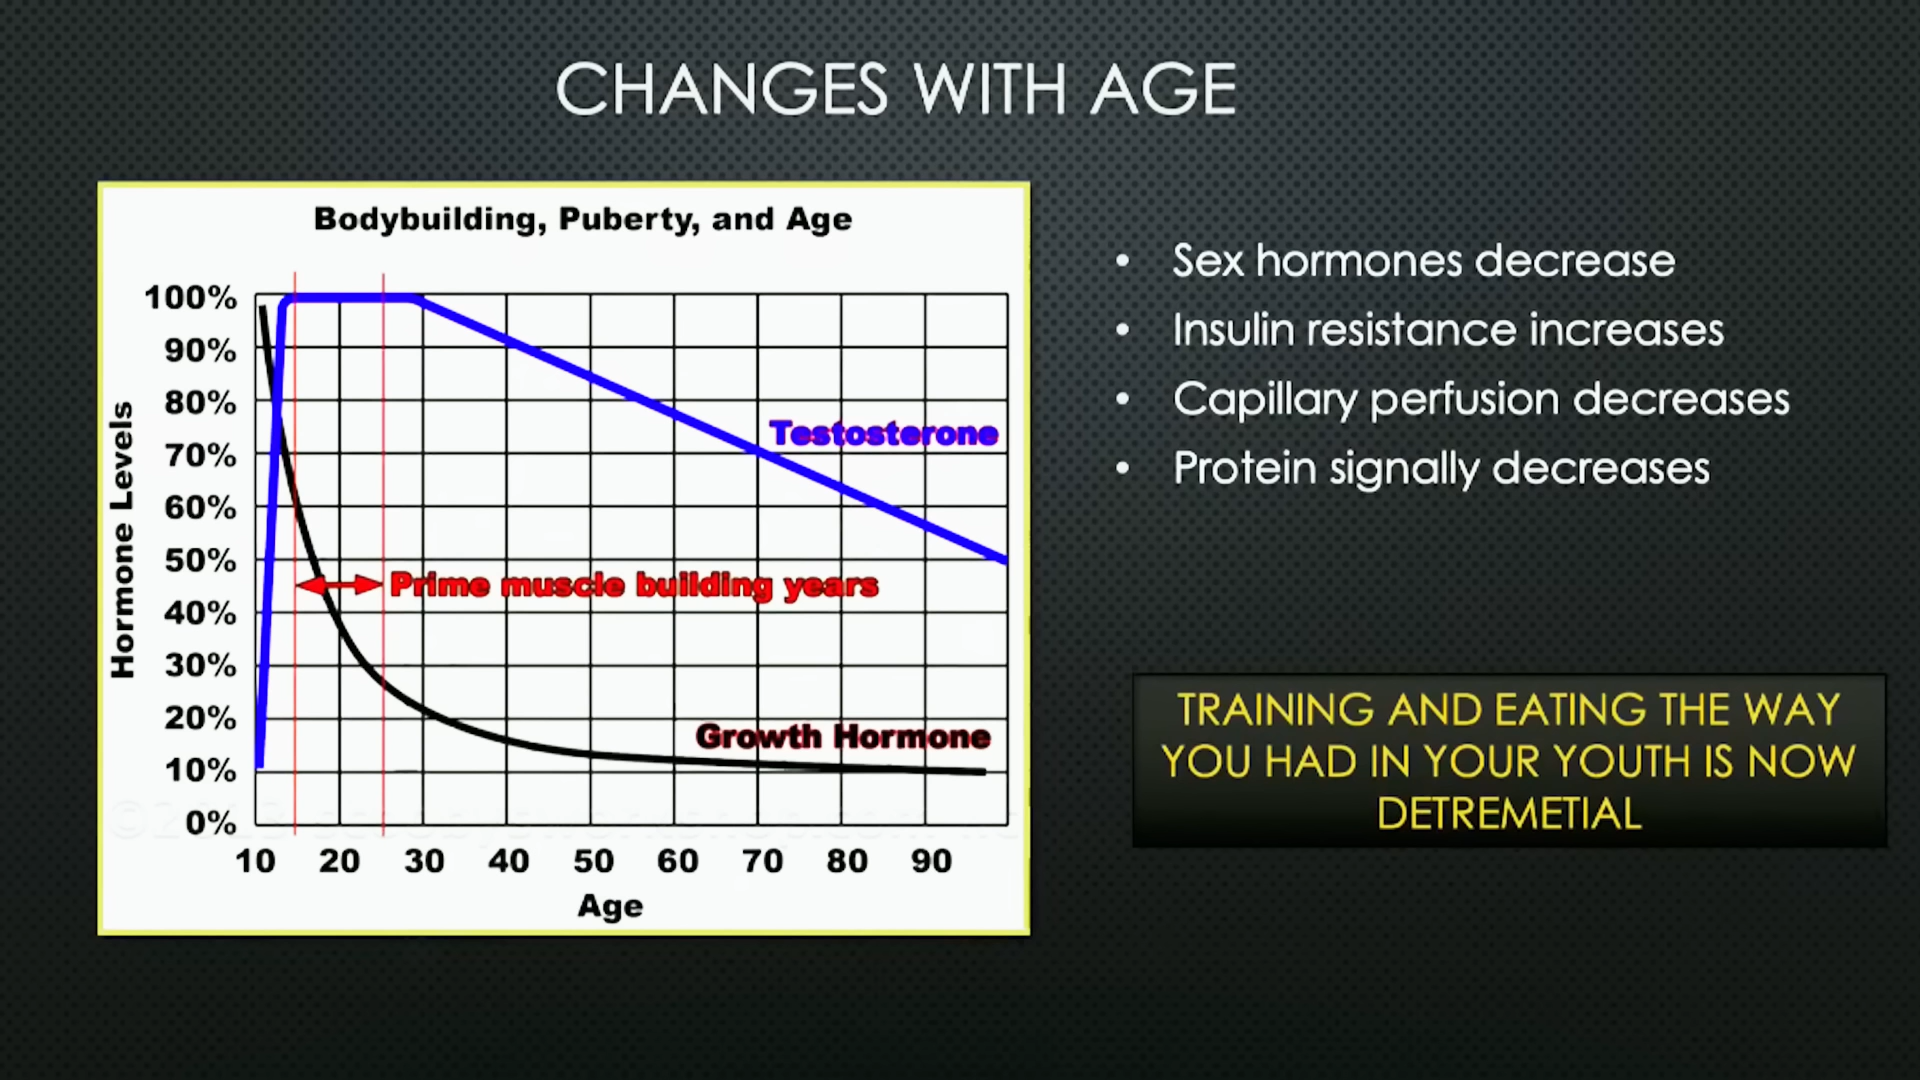 CHANGES WITH AGE
Bodybuilding, Puberty, and Age
Hormone Levels
100%
90%
80%
70%
60%
50%
40%
30%
20%
10%
0%
Testosterone
Prime muscle building years
Growth Hormone
10 20 30 40 50 60 70 80 90
Age
• Sex hormones decrease
• Insulin resistance increases
• Capillary perfusion decreases
• Protein signally decreases
TRAINING AND EATING THE WAY
YOU HAD IN YOUR YOUTH IS NOW
DETREMETIAL